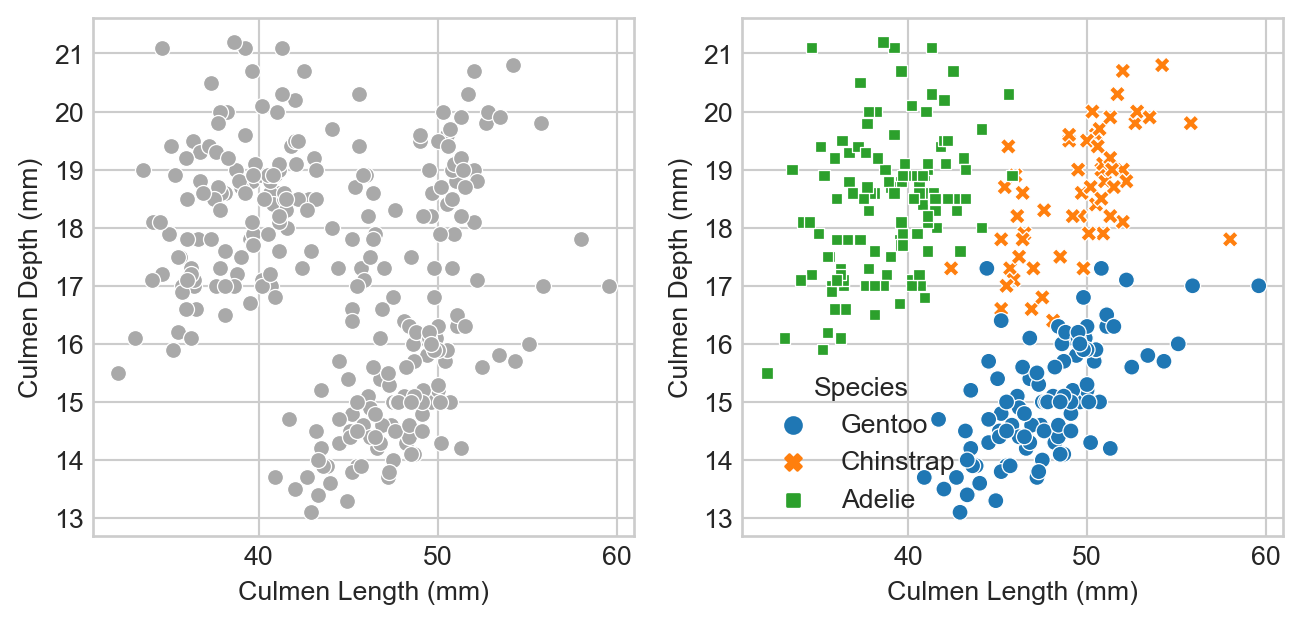 21
20
19
18
17
16
15
14
13
Culmen Depth (mm)
40 50 60
Culmen Length (mm)
21
20
19
18
17
16
15
14
13
Culmen Depth (mm)
Species
Gentoo
Chinstrap
Adelie
40 50 60
Culmen Length (mm)